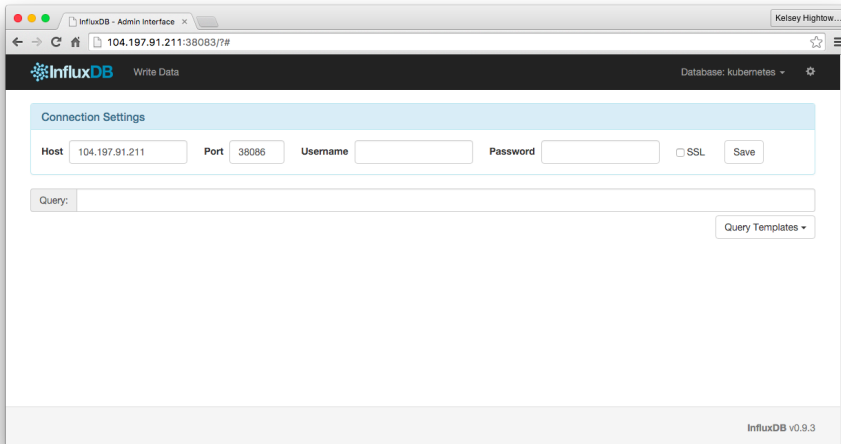 InfluxDB - Admin Interface ×
Kelsey Hightow...
104.197.91.211:38083/?#
InfluxDB Write Data Database: kubernetes
Connection Settings
Host 104.197.91.211 Port 38086 Username Password SSL Save
Query:
Query Templates
InfluxDB v0.9.3